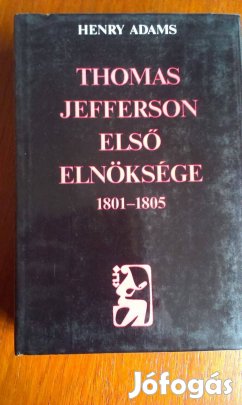 HENRY ADAMS
THOMAS
JEFFERSON
ELSŐ
ELNÖKSÉGE
1801–1805
Jófogás